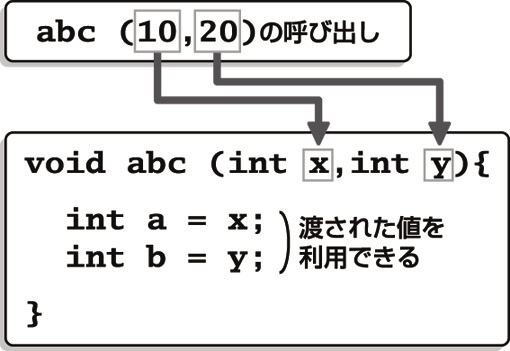 abc (10,20)の呼び出し
void abc (int x,int y){
int a = x;
int b = y;
渡された値を
利用できる
}